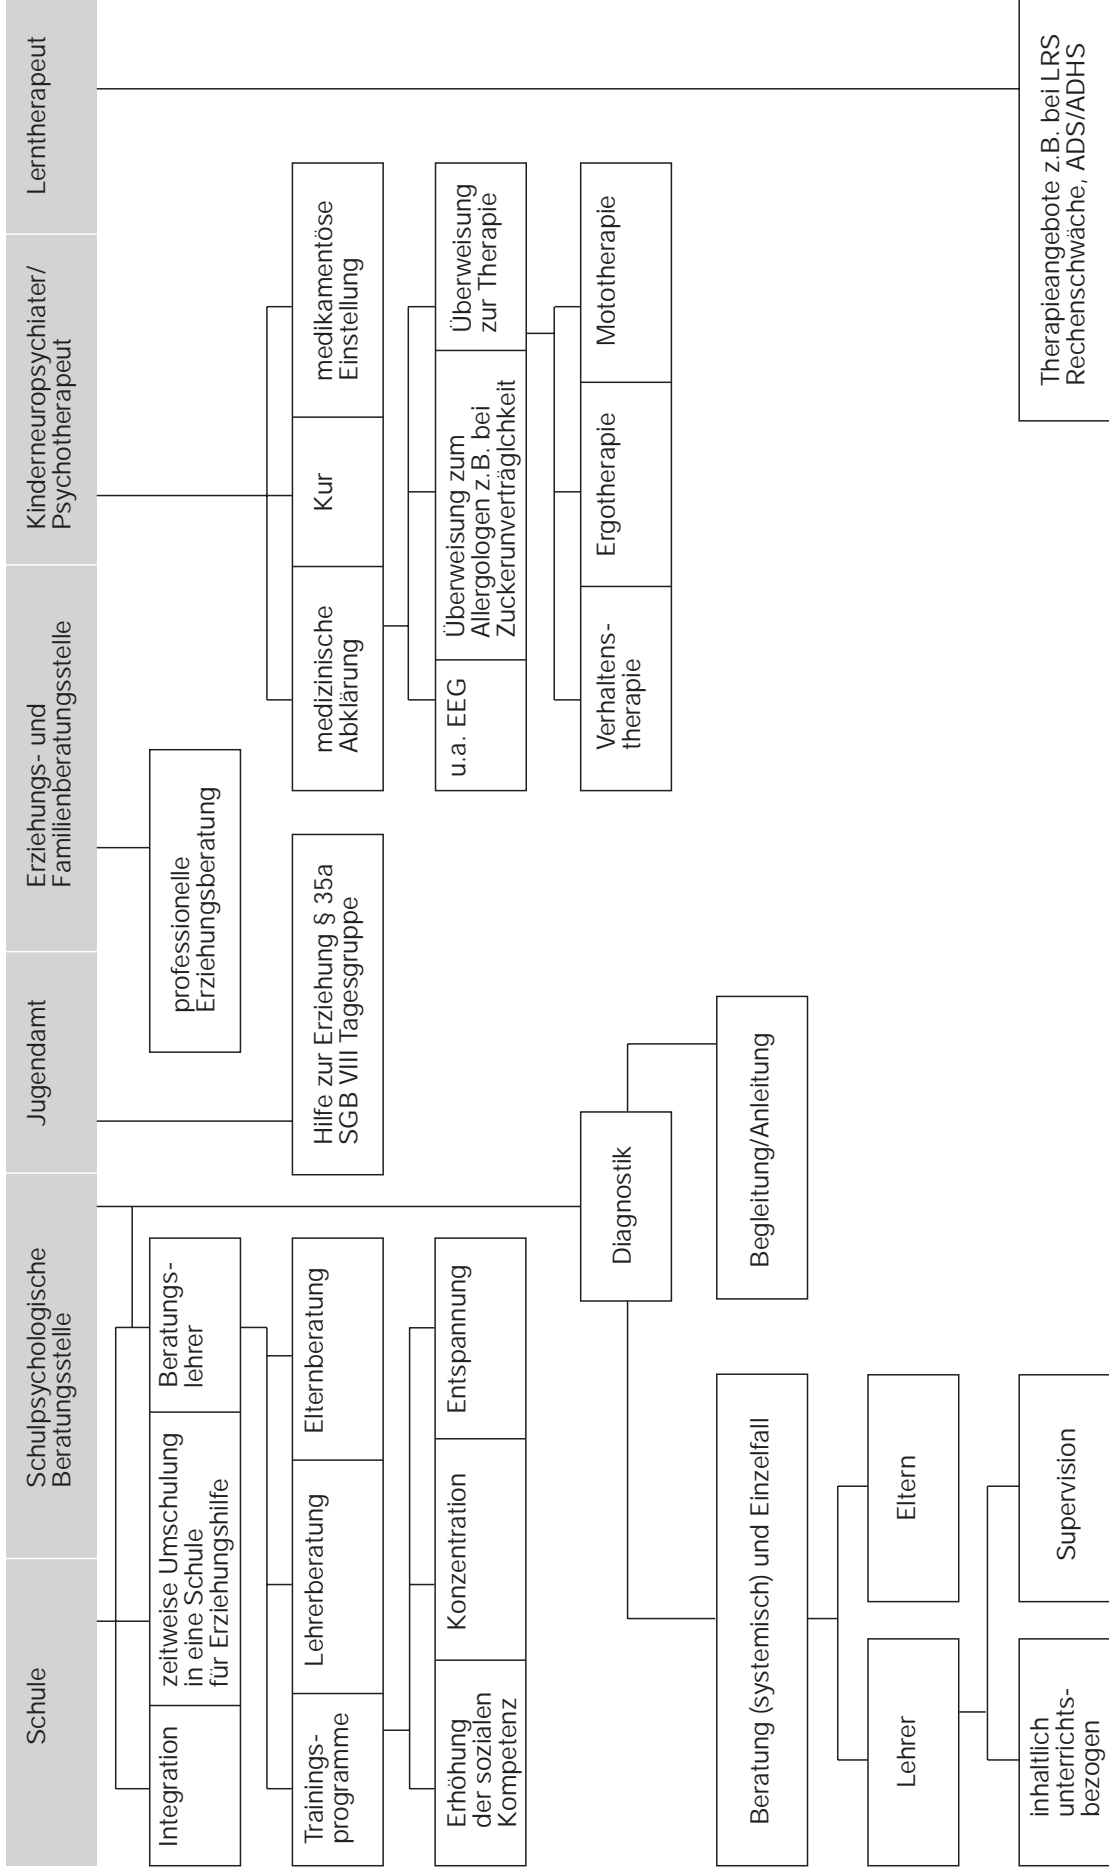 Schule
Schulpsychologische
Beratungsstelle
Jugendamt
Erziehungs- und
Familienberatungsstelle
Kinderneuropsychiater/
Psychotherapeut
Lerntherapeut
Integration
zeitweise Umschulung
in eine Schule
für Erziehungshilfe
Beratungs-
lehrer
professionelle
Erziehungsberatung
Trainings-
programme
Lehrerberatung
Elternberatung
Hilfe zur Erziehung § 35a
SGB VIII Tagesgruppe
medizinische
Abklärung
Kur
medikamentöse
Einstellung
Erhöhung
der sozialen
Kompetenz
Konzentration
Entspannung
u.a. EEG
Überweisung zum
Allergologen z.B. bei
Zuckerunverträglchkeit
Überweisung
zur Therapie
Diagnostik
Verhaltens-
therapie
Ergotherapie
Mototherapie
Beratung (systemisch) und Einzelfall
Begleitung/Anleitung
Lehrer
Eltern
inhaltlich
unterrichts-
bezogen
Supervision
Therapieangebote z.B. bei LRS
Rechenschwäche, ADS/ADHS